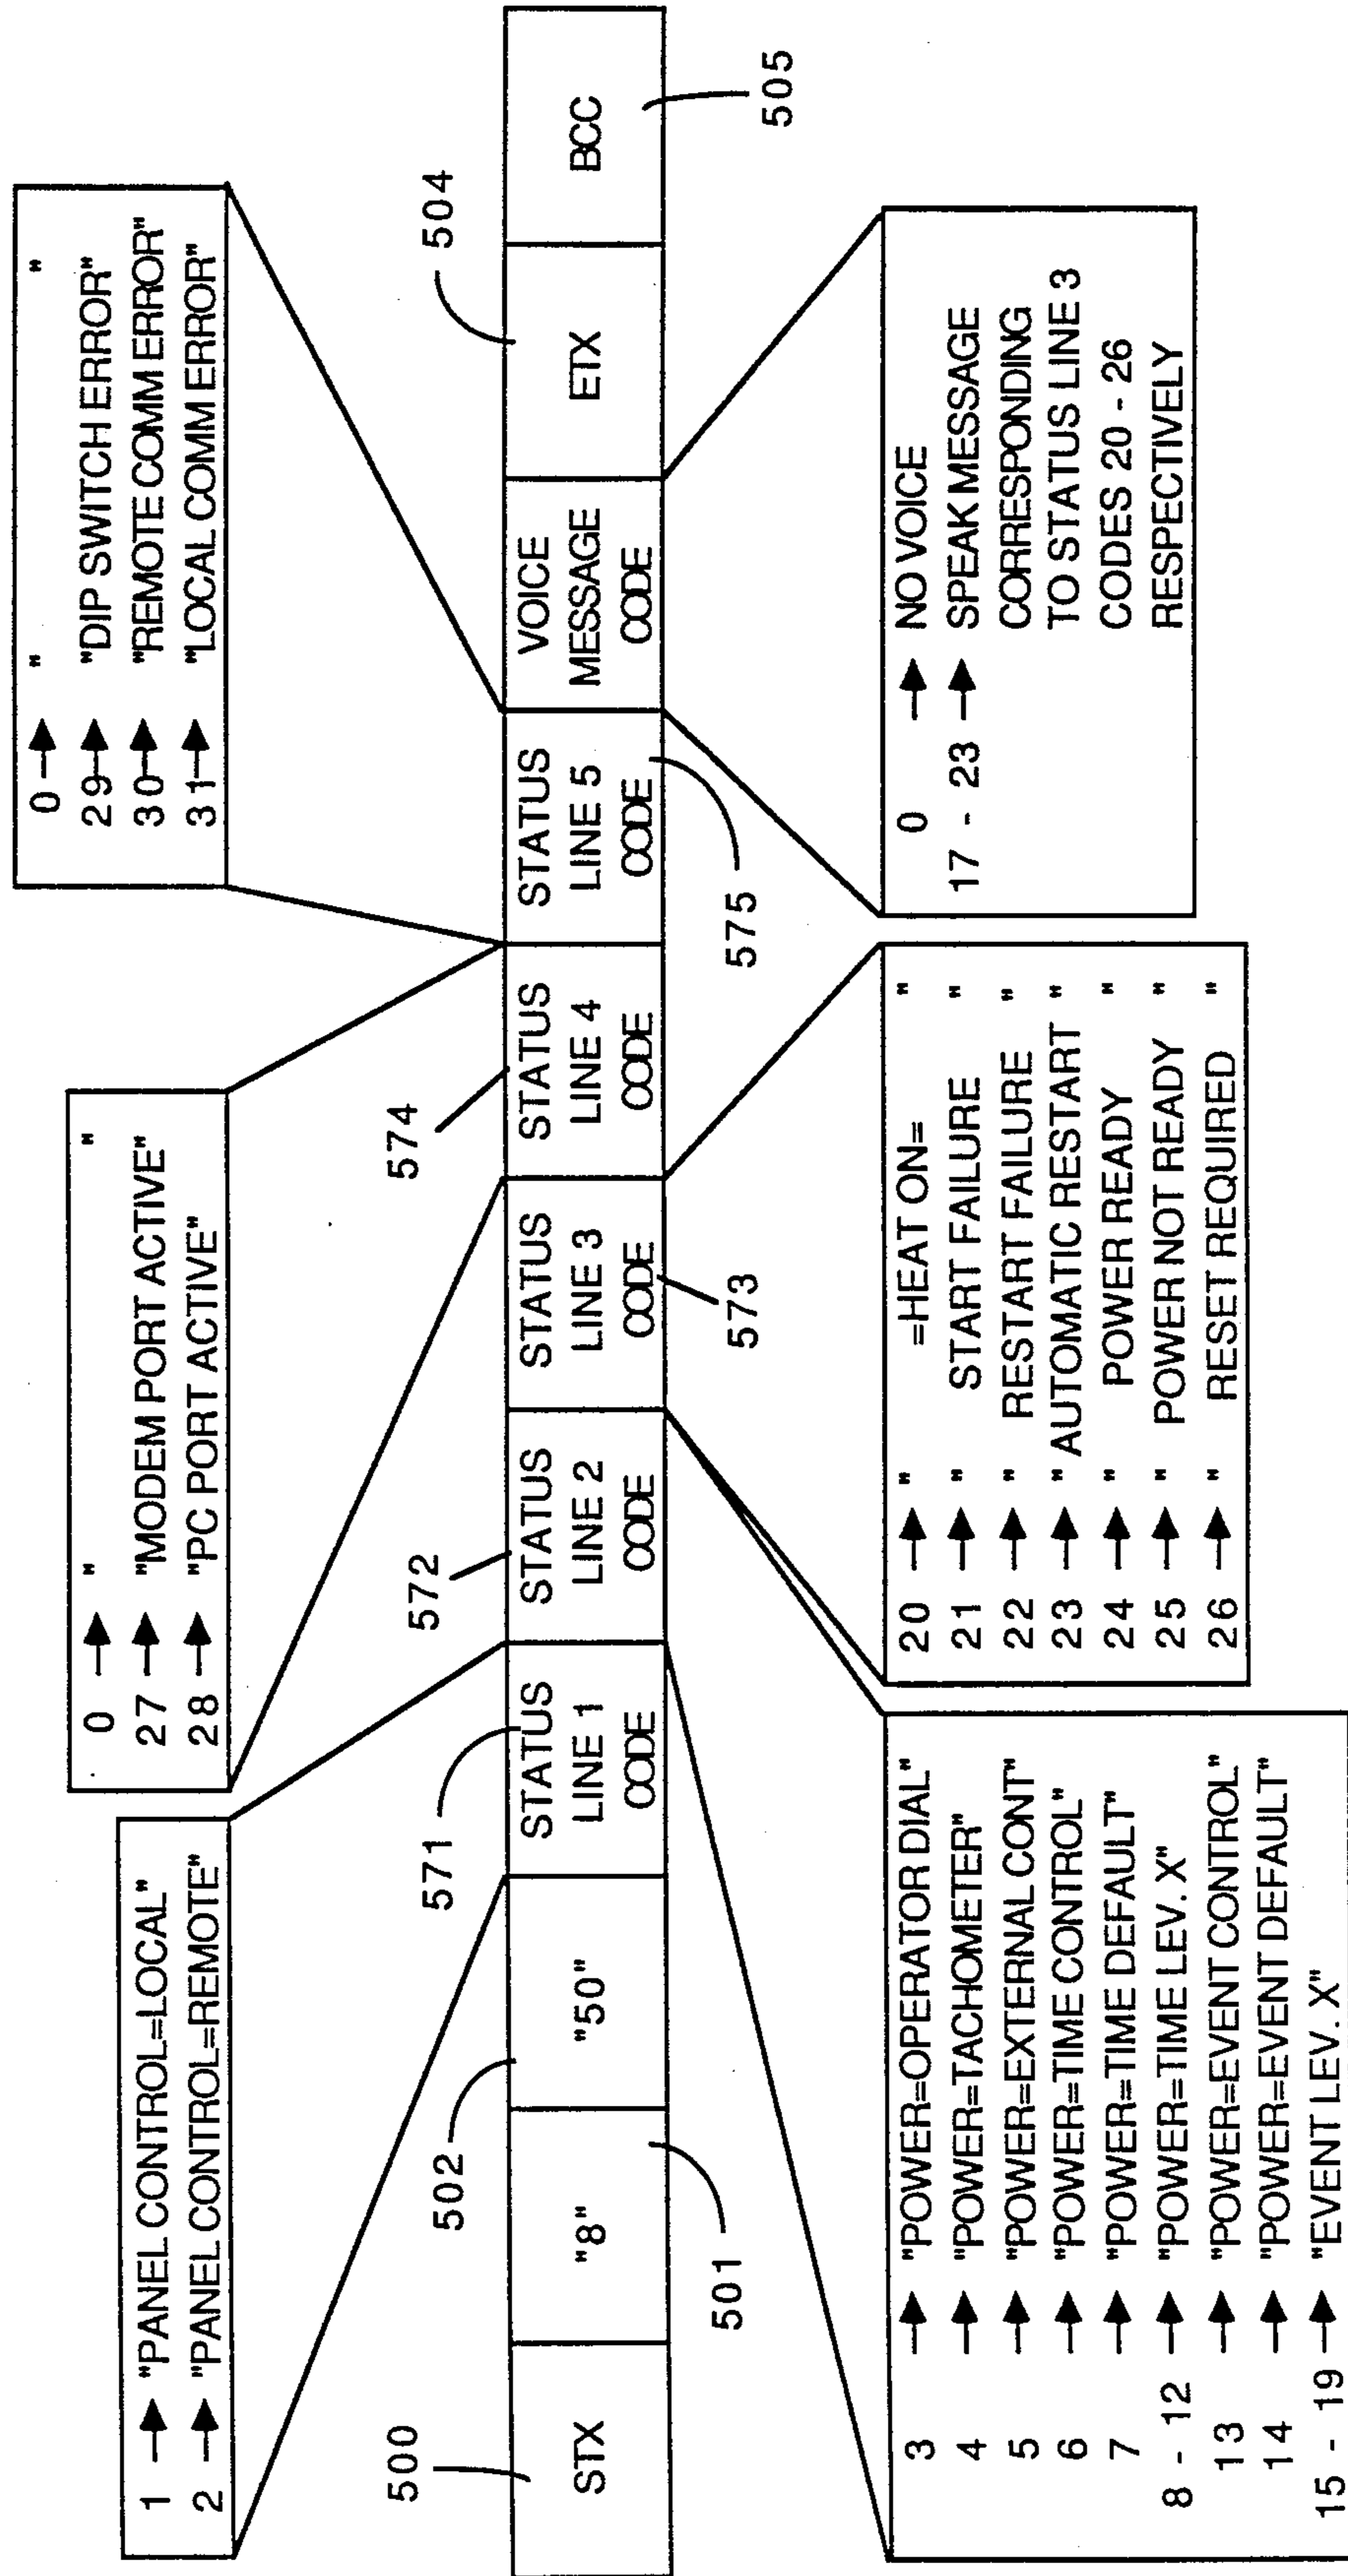 1 → "PANEL CONTROL=LOCAL"
2 → "PANEL CONTROL=REMOTE"
0 → " "
27 → "MODEM PORT ACTIVE"
28 → "PC PORT ACTIVE"
0 → " "
29 → "DIP SWITCH ERROR"
30 → "REMOTE COMM ERROR"
31 → "LOCAL COMM ERROR"
500
502
571
572
574
504
STX
"8"
"50"
STATUS
LINE 1
CODE
STATUS
LINE 2
CODE
STATUS
LINE 3
CODE
STATUS
LINE 4
CODE
STATUS
LINE 5
CODE
VOICE
MESSAGE
CODE
ETX
BCC
501
573
575
505
3 → "POWER=OPERATOR DIAL"
4 → "POWER=TACHOMETER"
5 → "POWER=EXTERNAL CONT"
6 → "POWER=TIME CONTROL"
7 → "POWER=TIME DEFAULT"
8 - 12 → "POWER=TIME LEV. X"
13 → "POWER=EVENT CONTROL"
14 → "POWER=EVENT DEFAULT"
15 - 19 → "EVENT LEV. X"
20 → " =HEAT ON= "
21 → " START FAILURE "
22 → " RESTART FAILURE "
23 → " AUTOMATIC RESTART "
24 → " POWER READY "
25 → " POWER NOT READY "
26 → " RESET REQUIRED "
0 → NO VOICE
17 - 23 → SPEAK MESSAGE
CORRESPONDING
TO STATUS LINE 3
CODES 20 - 26
RESPECTIVELY